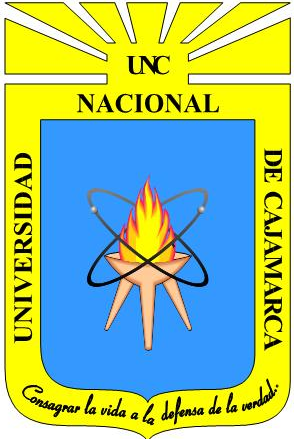 UNC
NACIONAL
UNIVERSIDAD
DE CAJAMARCA
Consagrar la vida a la defensa de la verdad..